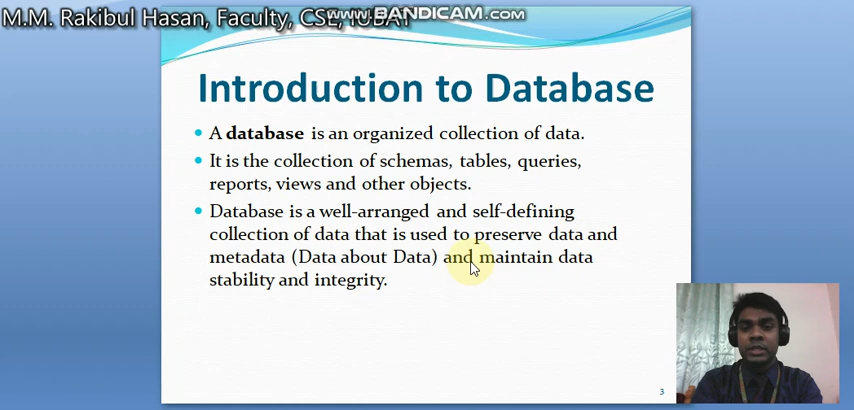 M.M. Rakibul Hasan, Faculty, CSE, IUBAT
www.BANDICAM.com
Introduction to Database
A database is an organized collection of data.
It is the collection of schemas, tables, queries,
reports, views and other objects.
Database is a well-arranged and self-defining
collection of data that is used to preserve data and
metadata (Data about Data) and maintain data
stability and integrity.
3